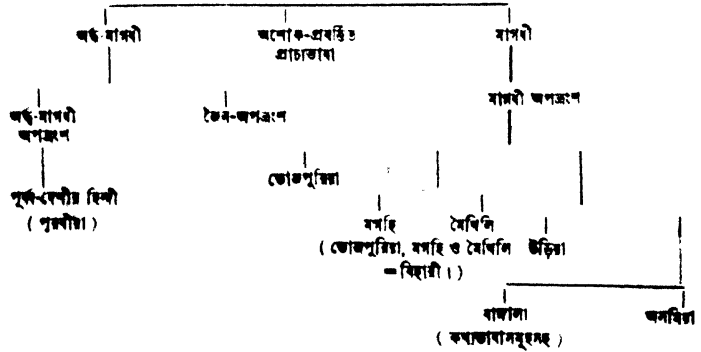 অর্দ্ধ-মাগধী অশোক-প্রবর্ত্তিত মাগধী
প্রাচ্যভাষা
মাগধী অপভ্রংশ
অর্দ্ধ-মাগধী জৈন-অপভ্রংশ
অপভ্রংশ
ভোজপুরিয়া
পূর্ব্ব-দেশীয় হিন্দী
( পূরবীয়া ) মগহি মৈথিলি
( ভোজপুরিয়া, মগহি ও মৈথিলি উড়িয়া
=বিহারী । )
বাঙ্গালা অসমিয়া
( কথ্যভাষাসমূহসহ )